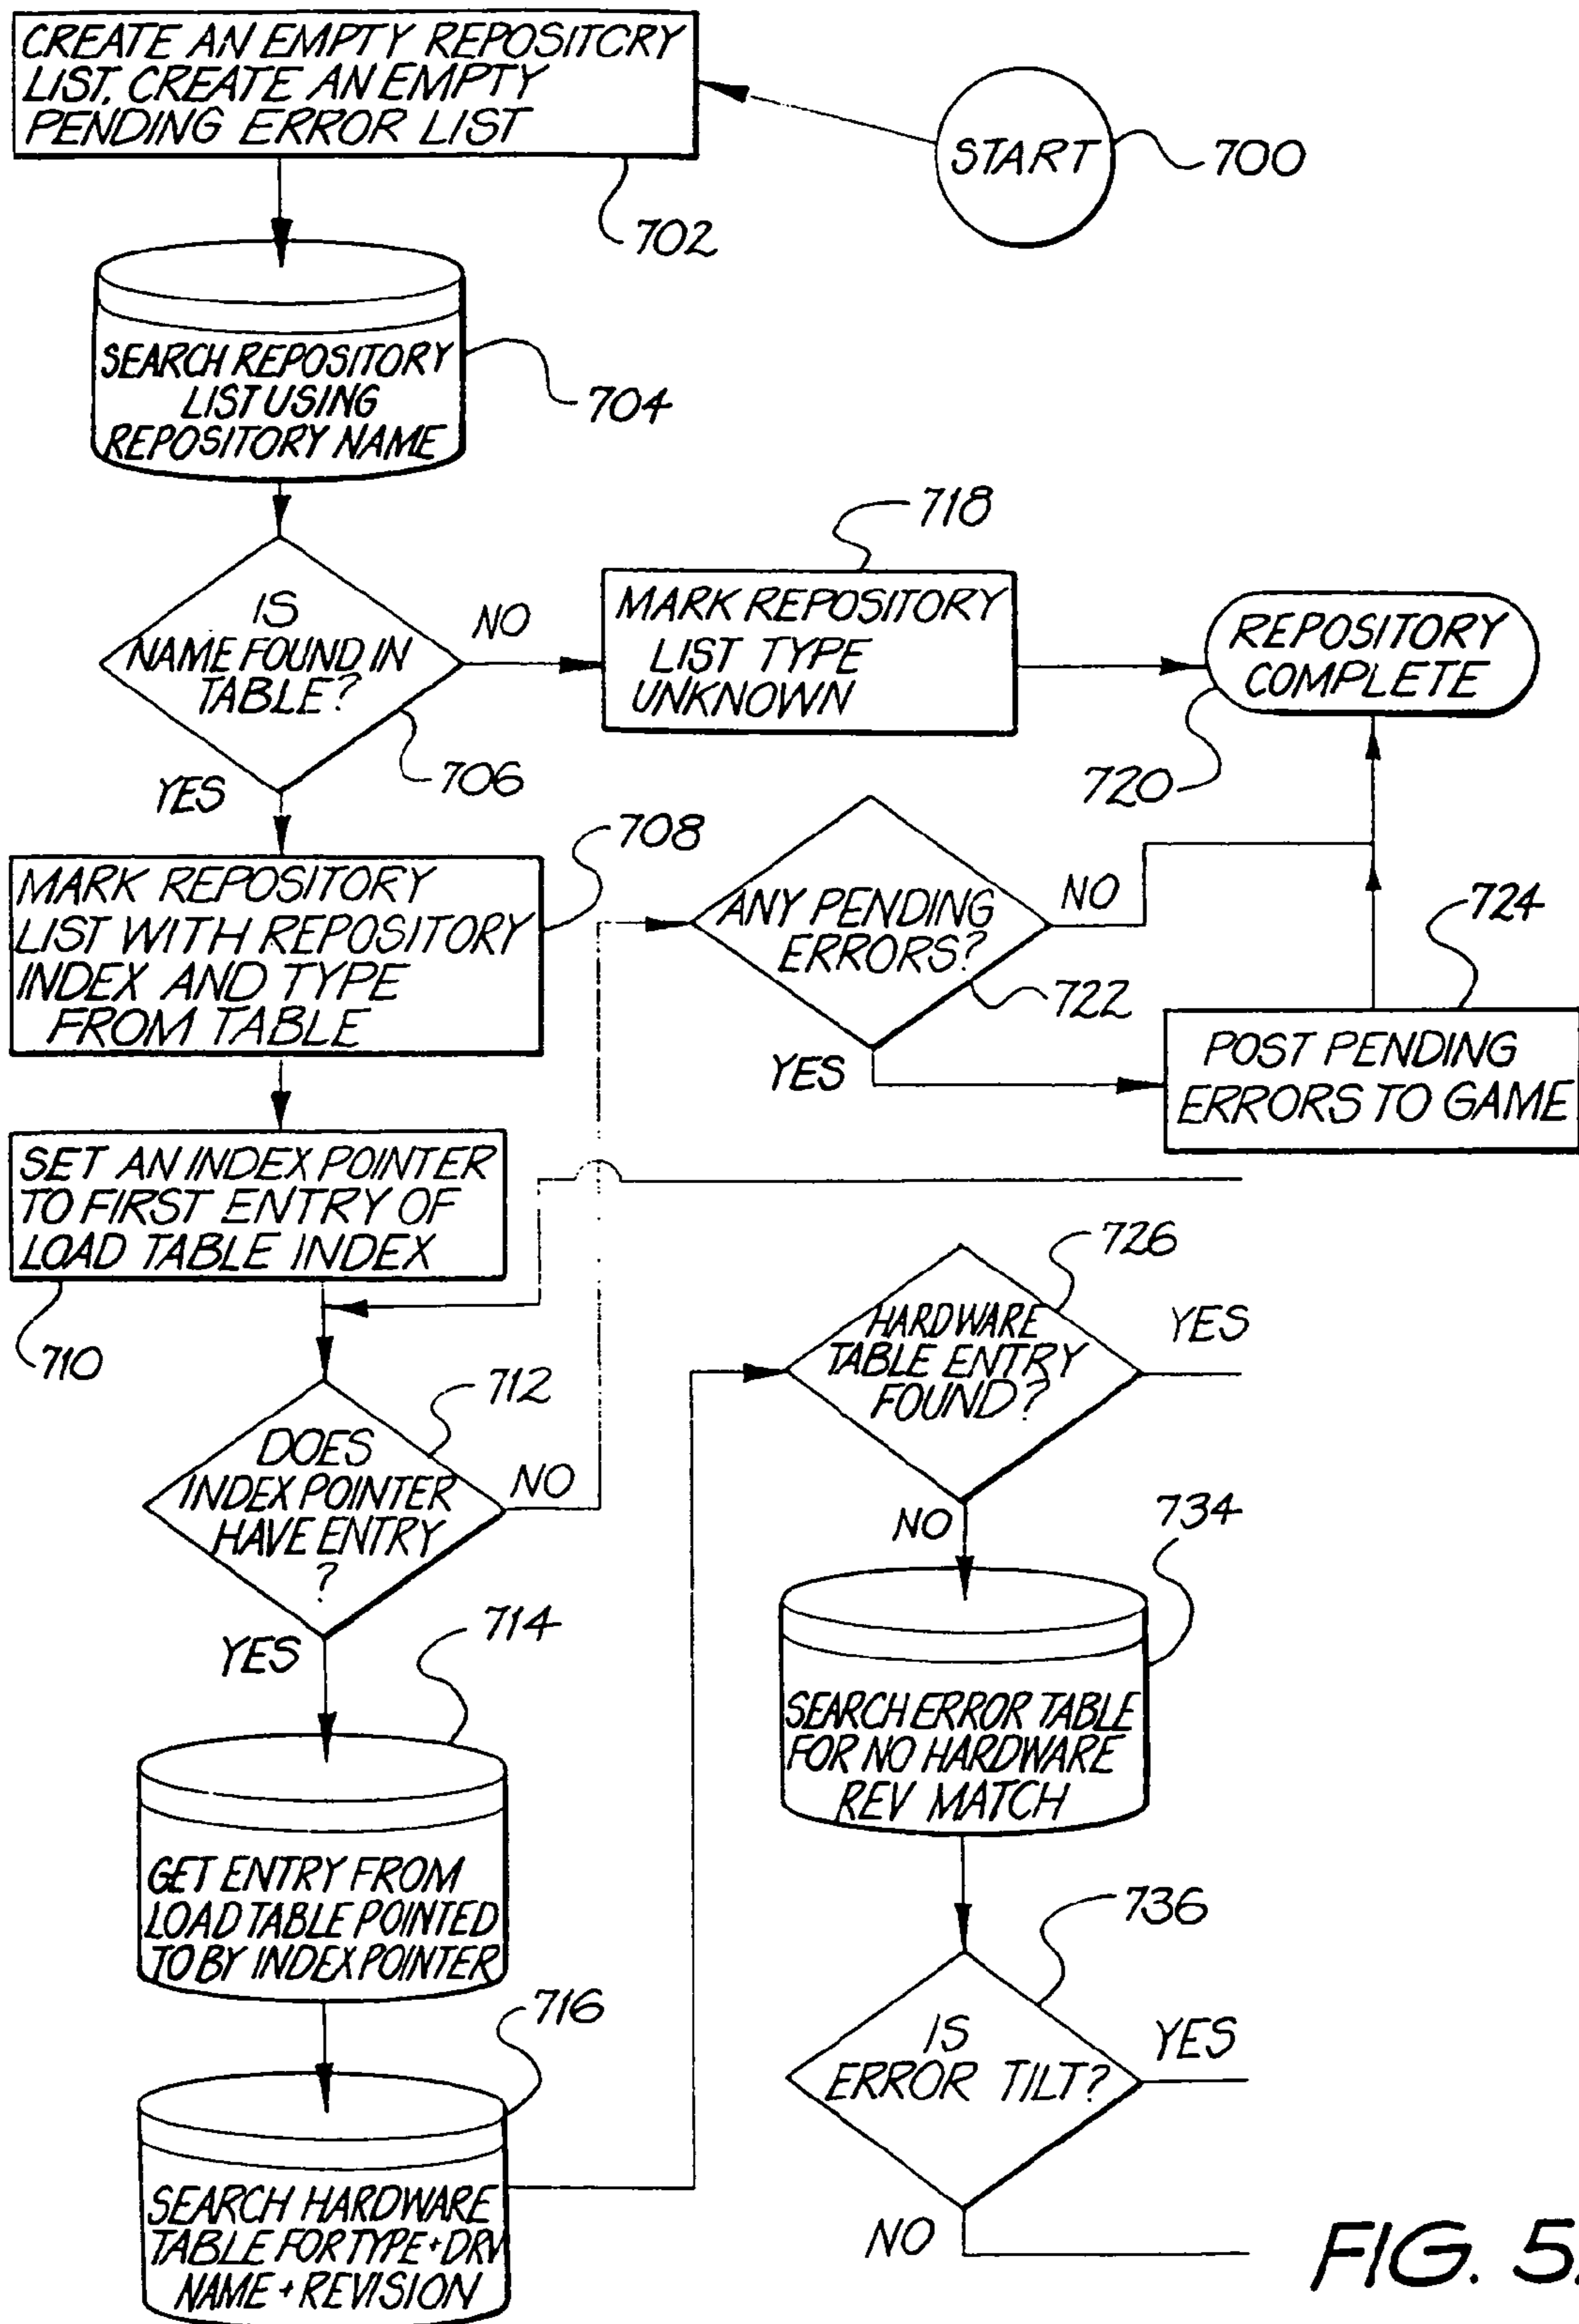 CREATE AN EMPTY REPOSITORY
LIST, CREATE AN EMPTY
PENDING ERROR LIST
702
START
700
SEARCH REPOSITORY
LIST USING
REPOSITORY NAME
704
IS
NAME FOUND IN
TABLE?
706
NO
YES
718
MARK REPOSITORY
LIST TYPE
UNKNOWN
REPOSITORY
COMPLETE
720
708
MARK REPOSITORY
LIST WITH REPOSITORY
INDEX AND TYPE
FROM TABLE
ANY PENDING
ERRORS?
722
NO
YES
724
POST PENDING
ERRORS TO GAME
SET AN INDEX POINTER
TO FIRST ENTRY OF
LOAD TABLE INDEX
710
712
DOES
INDEX POINTER
HAVE ENTRY
?
NO
YES
714
GET ENTRY FROM
LOAD TABLE POINTED
TO BY INDEX POINTER
716
SEARCH HARDWARE
TABLE FOR TYPE + DRV
NAME + REVISION
726
HARDWARE
TABLE ENTRY
FOUND?
YES
NO
734
SEARCH ERROR TABLE
FOR NO HARDWARE
REV MATCH
736
IS
ERROR TILT?
YES
NO
FIG. 5.